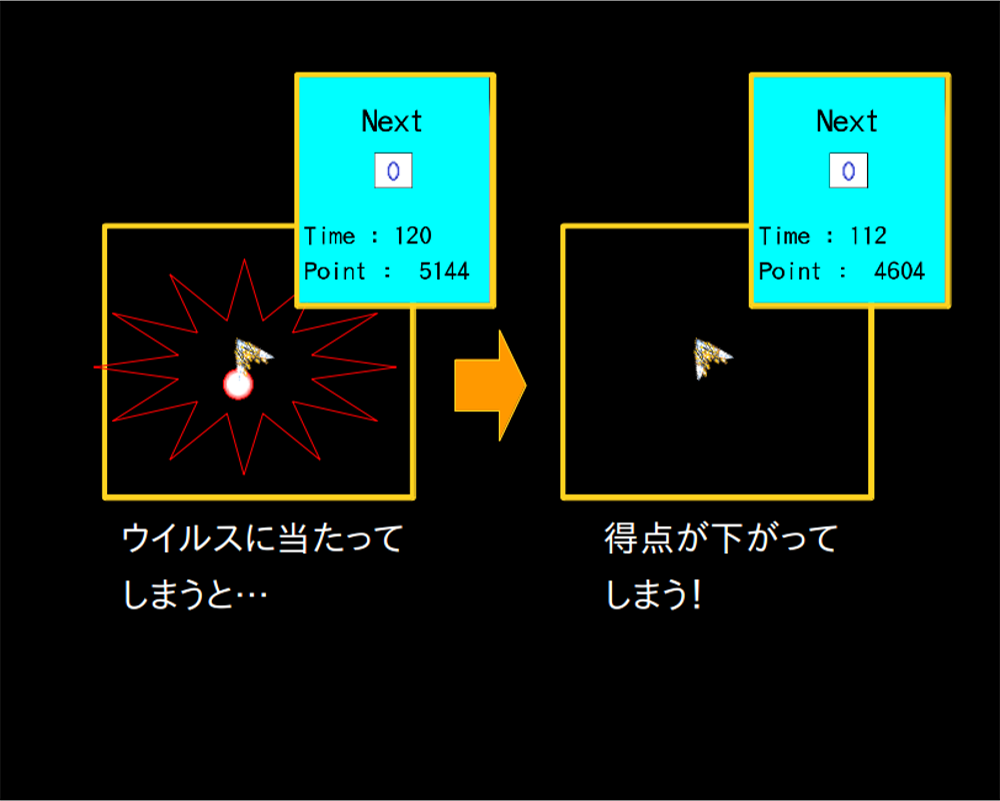 Next
0
Time : 120
Point : 5144
ウイルスに当たって
しまうと…
Next
0
Time : 112
Point : 4604
得点が下がって
しまう!